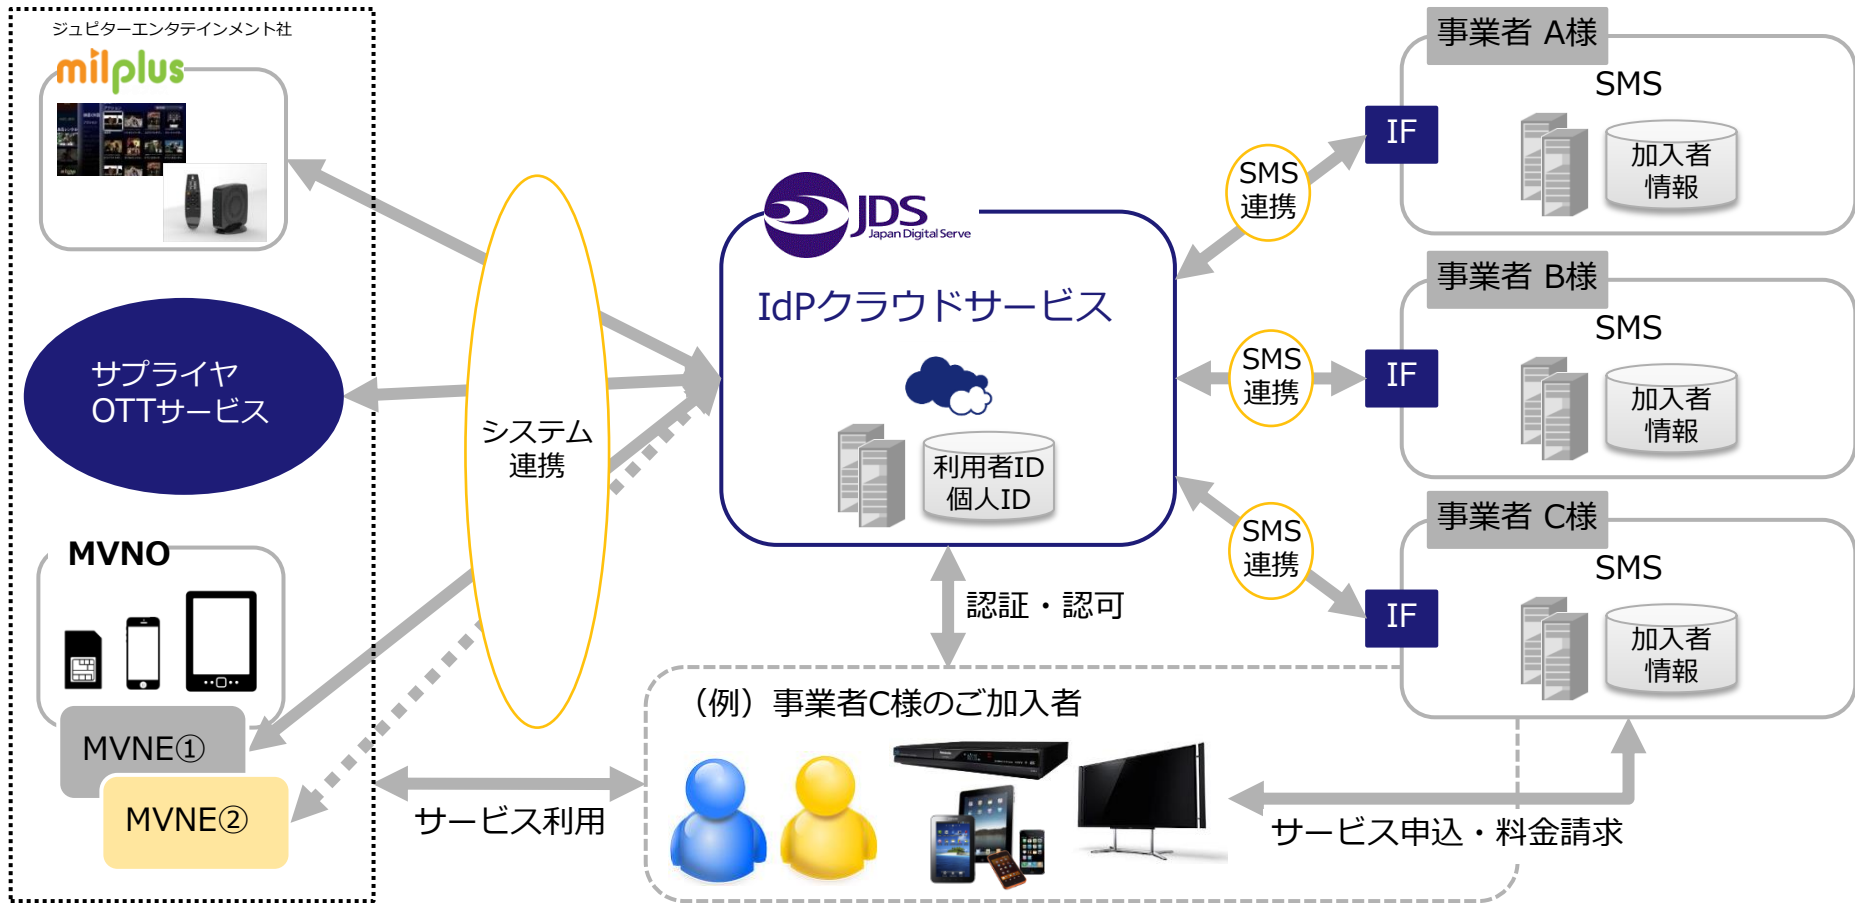 ジュピターエンタテインメント社
milplus
サプライヤ
OTTサービス
MVNO
MVNE①
MVNE②
システム
連携
JDS
Japan Digital Serve
IdPクラウドサービス
利用者ID
個人ID
認証・認可
サービス利用
（例）事業者C様のご加入者
サービス申込・料金請求
SMS
連携
SMS
連携
SMS
連携
事業者 A様
SMS
IF
加入者
情報
事業者 B様
SMS
IF
加入者
情報
事業者 C様
SMS
IF
加入者
情報